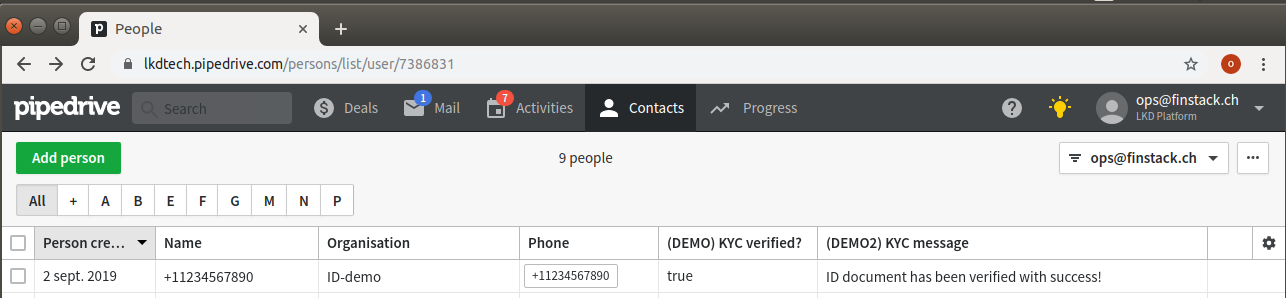 People
lkdtech.pipedrive.com/persons/list/user/7386831
O
pipedrive Search Deals 1 Mail 7 Activities Contacts Progress ? ops@finstack.ch
LKD Platform
Add person 9 people ops@finstack.ch ...
All + A B E F G M N P
Person cre... Name Organisation Phone (DEMO) KYC verified? (DEMO2) KYC message
2 sept. 2019 +11234567890 ID-demo +11234567890 true ID document has been verified with success!